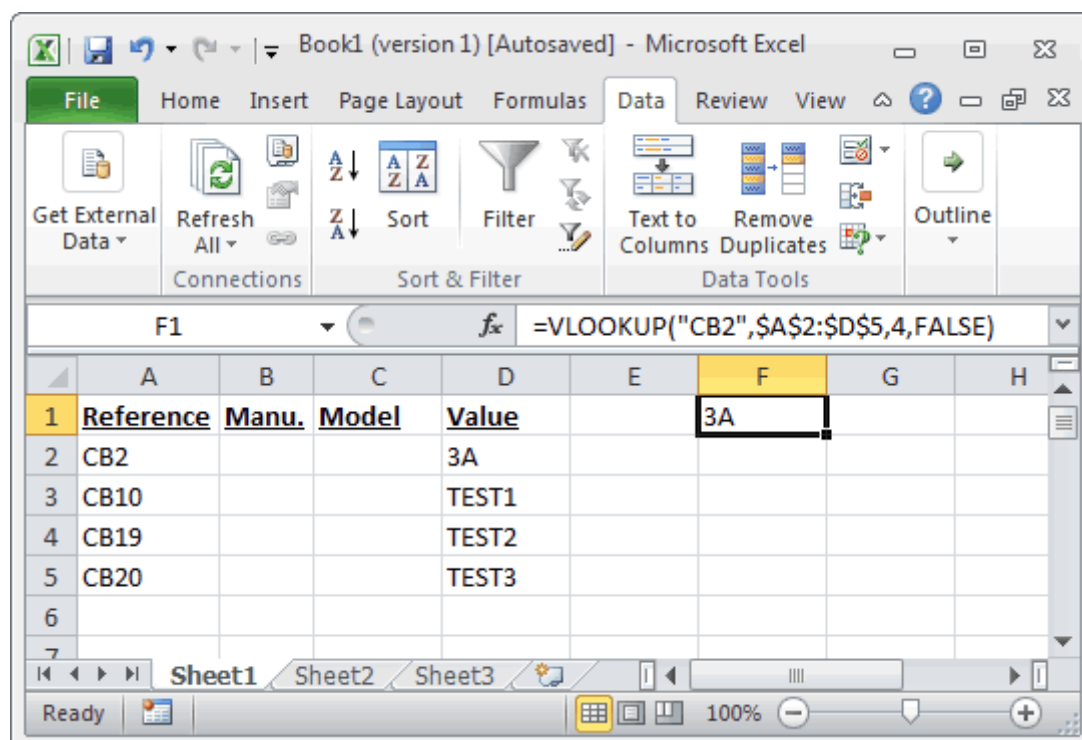 Book1 (version 1) [Autosaved] - Microsoft Excel
File Home Insert Page Layout Formulas Data Review View
Get External Data
Refresh All
Connections
A Z
Z A
A Z Z A
Sort
Filter
Sort & Filter
Text to Columns
Remove Duplicates
Data Tools
Outline
F1 fx =VLOOKUP("CB2",$A$2:$D$5,4,FALSE)
A B C D E F G H
1 Reference Manu. Model Value 3A
2 CB2 3A
3 CB10 TEST1
4 CB19 TEST2
5 CB20 TEST3
6
7
Sheet1 Sheet2 Sheet3
Ready 100%